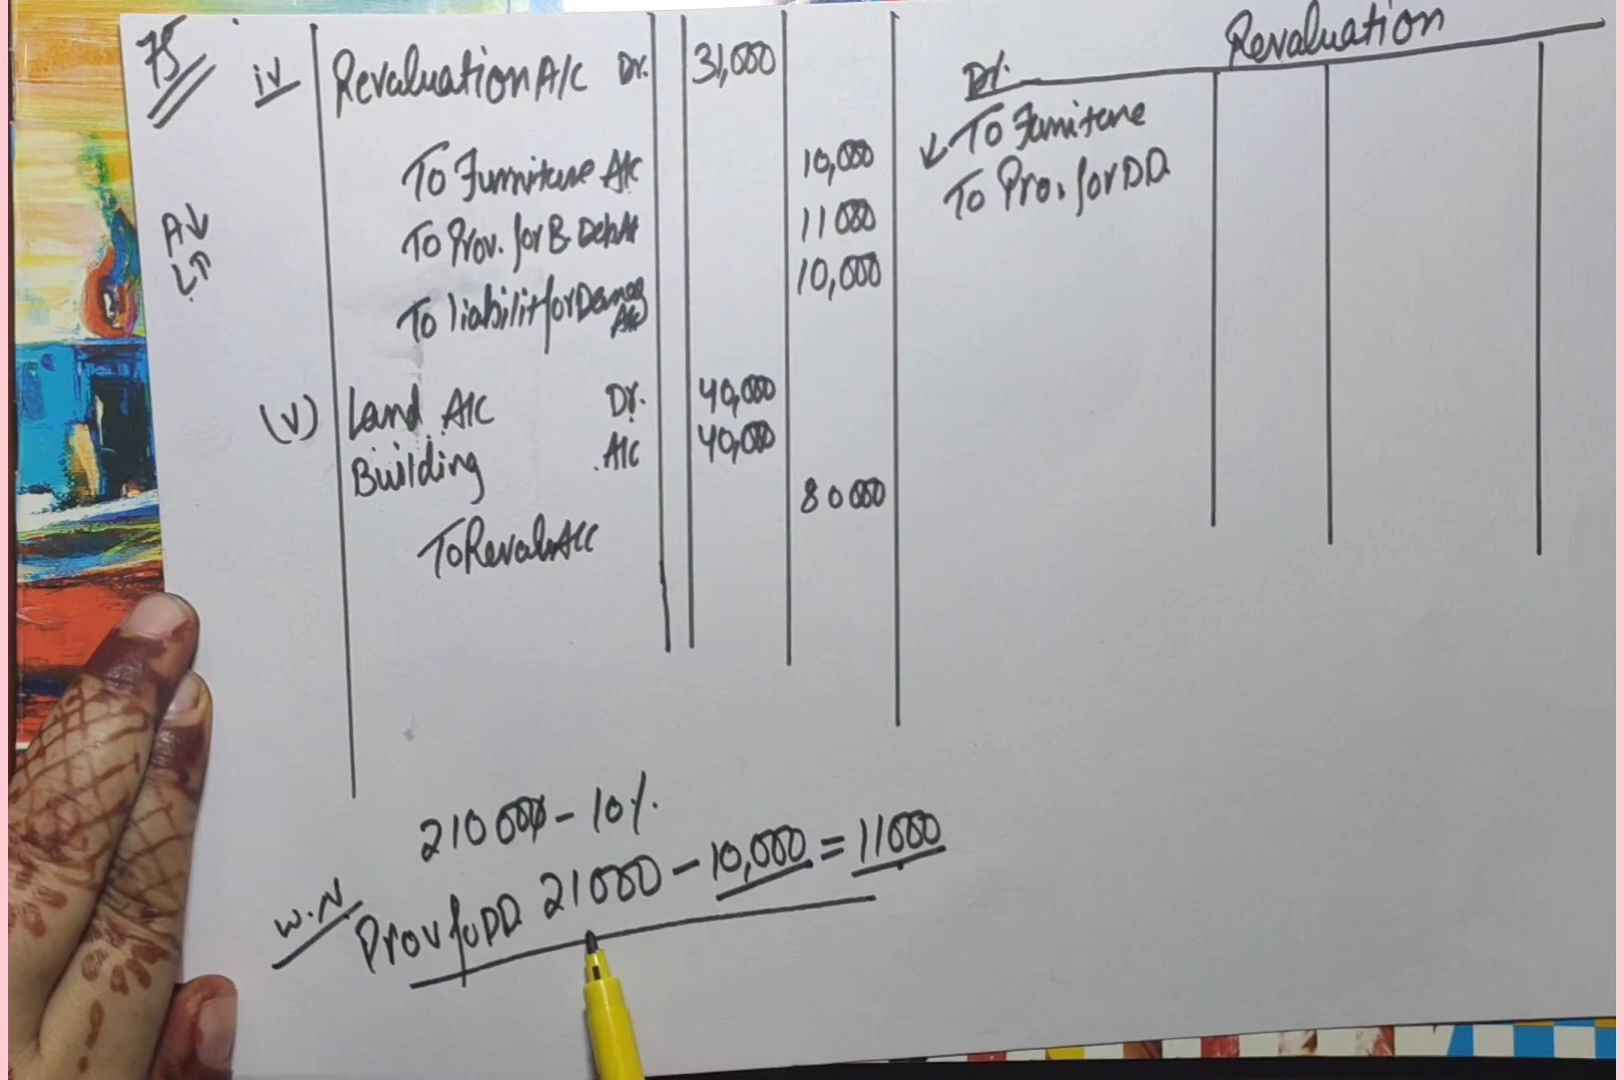 75
iv Revaluation A/c Dr. 31,000
To Furniture A/c 10,000
To Prov. for B. Debts 11000
To liabilit for Damag A/c 10,000
A↓
L↑
(v) Land A/c Dr. 40,000
Building A/c 40,000
To Reval A/c 80000
210000 - 10%
W.N Prov for DD 21000 - 10,000 = 11000
Revaluation
Dr.
To Furniture
To Pro. for DD